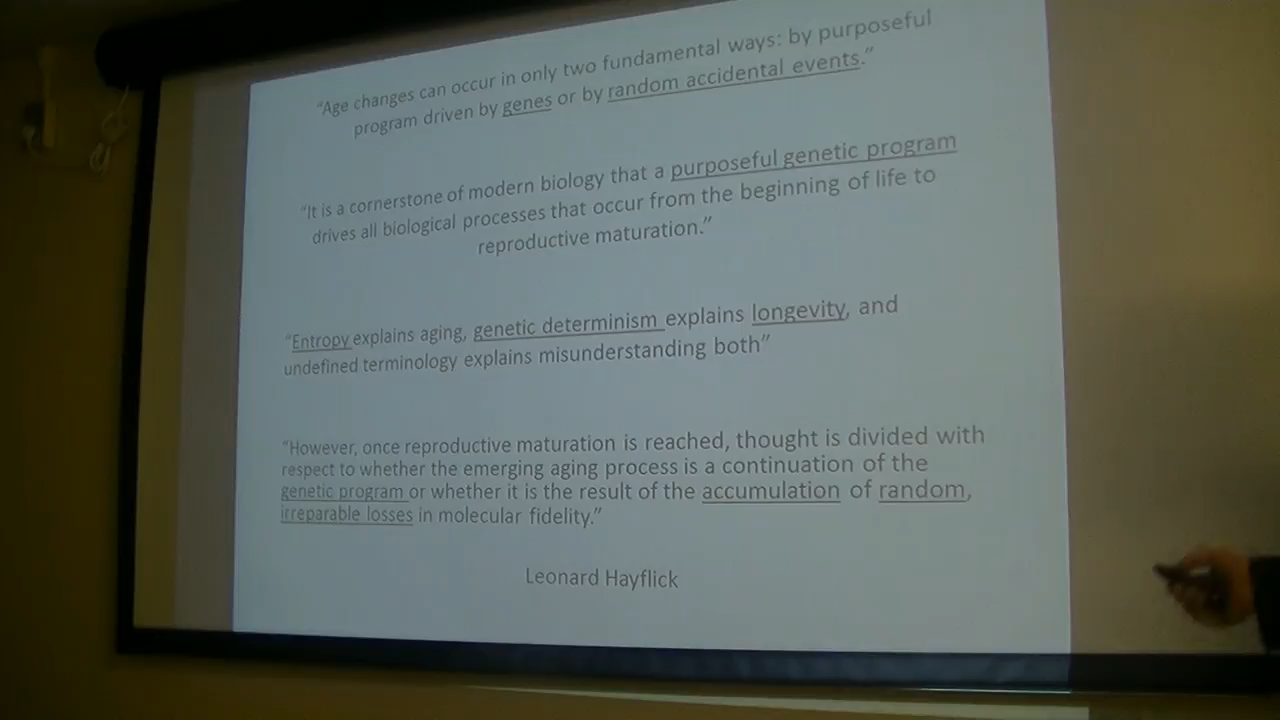 “Age changes can occur in only two fundamental ways: by purposeful
program driven by genes or by random accidental events.”
“It is a cornerstone of modern biology that a purposeful genetic program
drives all biological processes that occur from the beginning of life to
reproductive maturation.”
“Entropy explains aging, genetic determinism explains longevity, and
undefined terminology explains misunderstanding both”
“However, once reproductive maturation is reached, thought is divided with
respect to whether the emerging aging process is a continuation of the
genetic program or whether it is the result of the accumulation of random,
irreparable losses in molecular fidelity.”
Leonard Hayflick